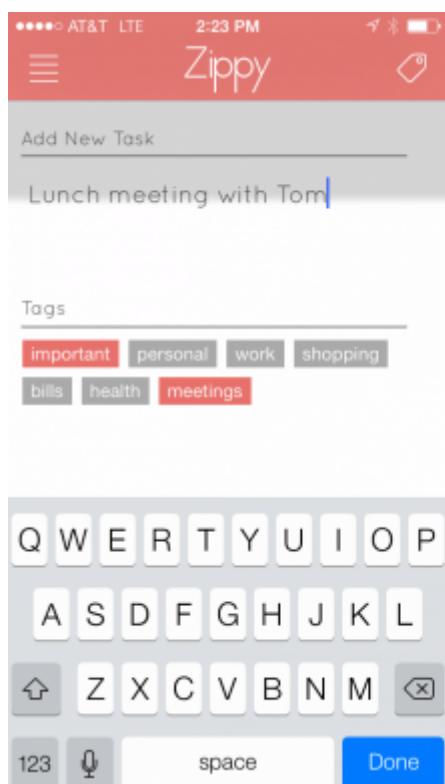 AT&T LTE 2:23 PM
Zippy
Add New Task
Lunch meeting with Tom
Tags
important personal work shopping
bills health meetings
Q W E R T Y U I O P
A S D F G H J K L
Z X C V B N M
123 space Done